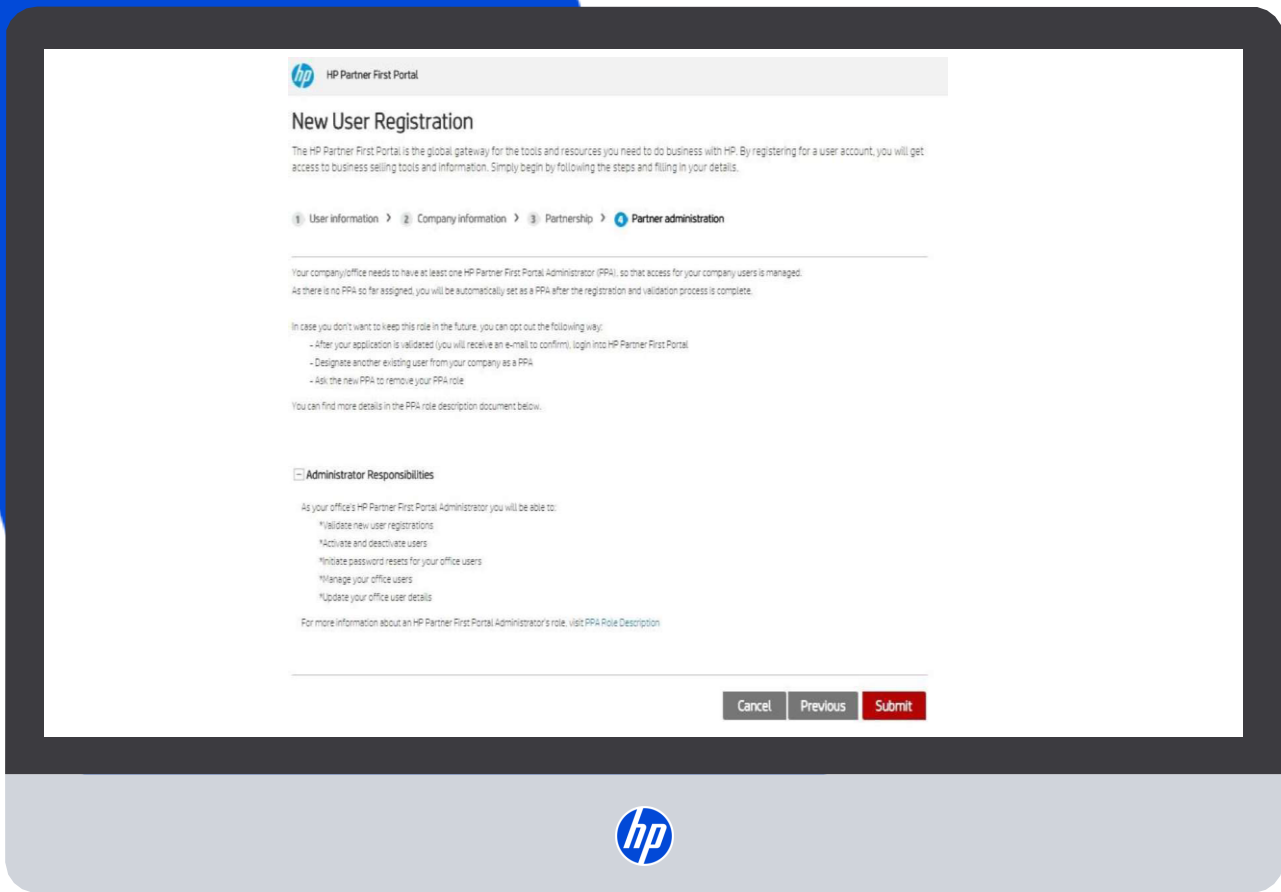 hp HP Partner First Portal
New User Registration
The HP Partner First Portal is the global gateway for the tools and resources you need to do business with HP. By registering for a user account, you will get
access to business selling tools and information. Simply begin by following the steps and filling in your details.
1 User information > 2 Company information > 3 Partnership > 4 Partner administration
Your company/office needs to have at least one HP Partner First Portal Administrator (PPA), so that access for your company users is managed.
As there is no PPA so far assigned, you will be automatically set as a PPA after the registration and validation process is complete.
In case you don't want to keep this role in the future, you can opt out the following way:
- After your application is validated (you will receive an e-mail to confirm), login into HP Partner First Portal
- Designate another existing user from your company as a PPA
- Ask the new PPA to remove your PPA role
You can find more details in the PPA role description document below.
Administrator Responsibilities
As your office's HP Partner First Portal Administrator you will be able to:
*Validate new user registrations
*Activate and deactivate users
*Initiate password resets for your office users
*Manage your office users
*Update your office user details
For more information about an HP Partner First Portal Administrator's role, visit PPA Role Description
Cancel Previous Submit
hp